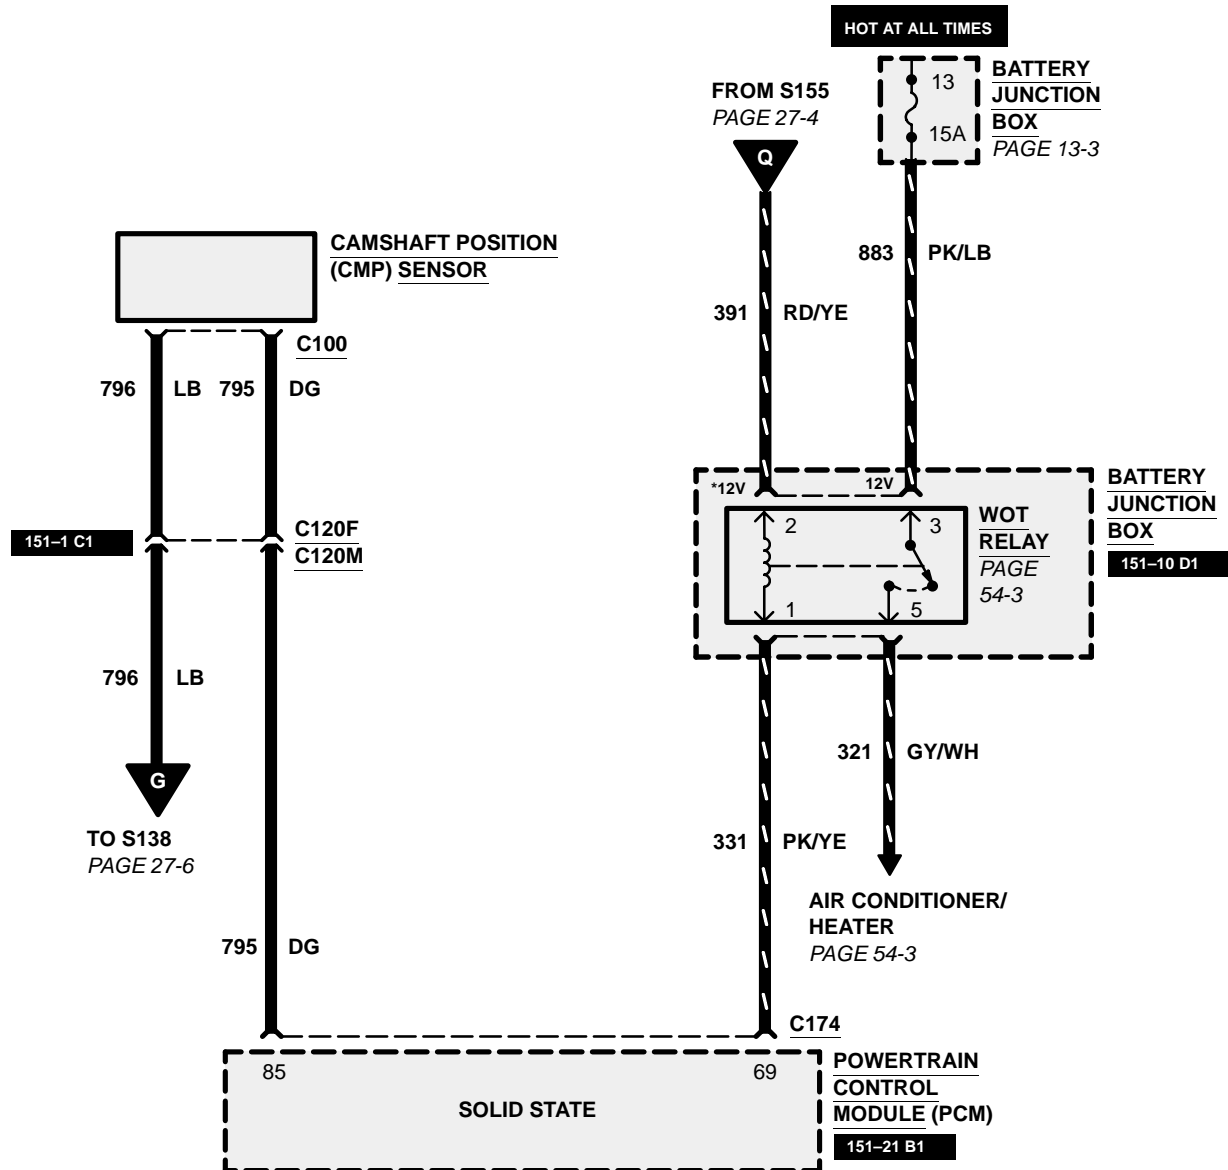 HOT AT ALL TIMES
FROM S155
PAGE 27-4
Q
13
15A
BATTERY
JUNCTION
BOX
PAGE 13-3
CAMSHAFT POSITION
(CMP) SENSOR
883 PK/LB
391 RD/YE
C100
796 LB 795 DG
151–1 C1
C120F
C120M
*12V 12V
2 3
1 5
WOT
RELAY
PAGE
54-3
BATTERY
JUNCTION
BOX
151–10 D1
796 LB
G
TO S138
PAGE 27-6
321 GY/WH
331 PK/YE
AIR CONDITIONER/
HEATER
PAGE 54-3
795 DG
C174
85 69
SOLID STATE
POWERTRAIN
CONTROL
MODULE (PCM)
151–21 B1